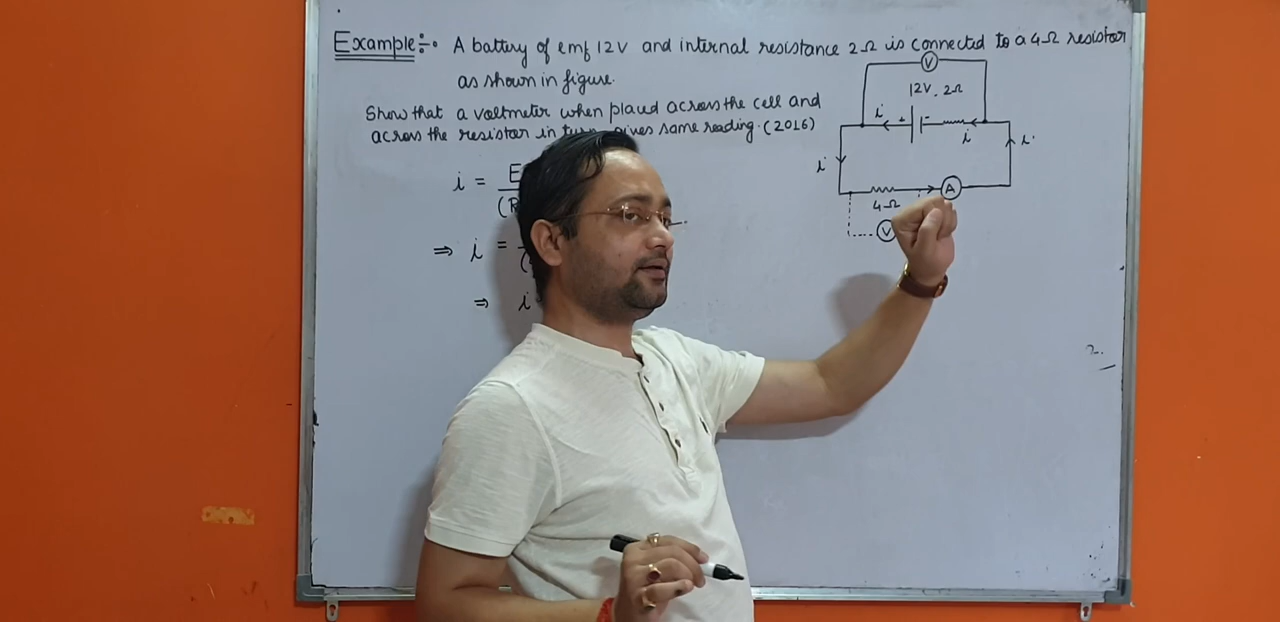 Example:- A battery of emf 12V and internal resistance 2Ω is connected to a 4Ω resistor
as shown in figure.
Show that a voltmeter when placed across the cell and
across the resistor in turn, gives same reading. (2016)
V
12V, 2Ω
i + - i i
i
4Ω A
V
i = E
(R
⇒ i =
(
⇒ i
2.